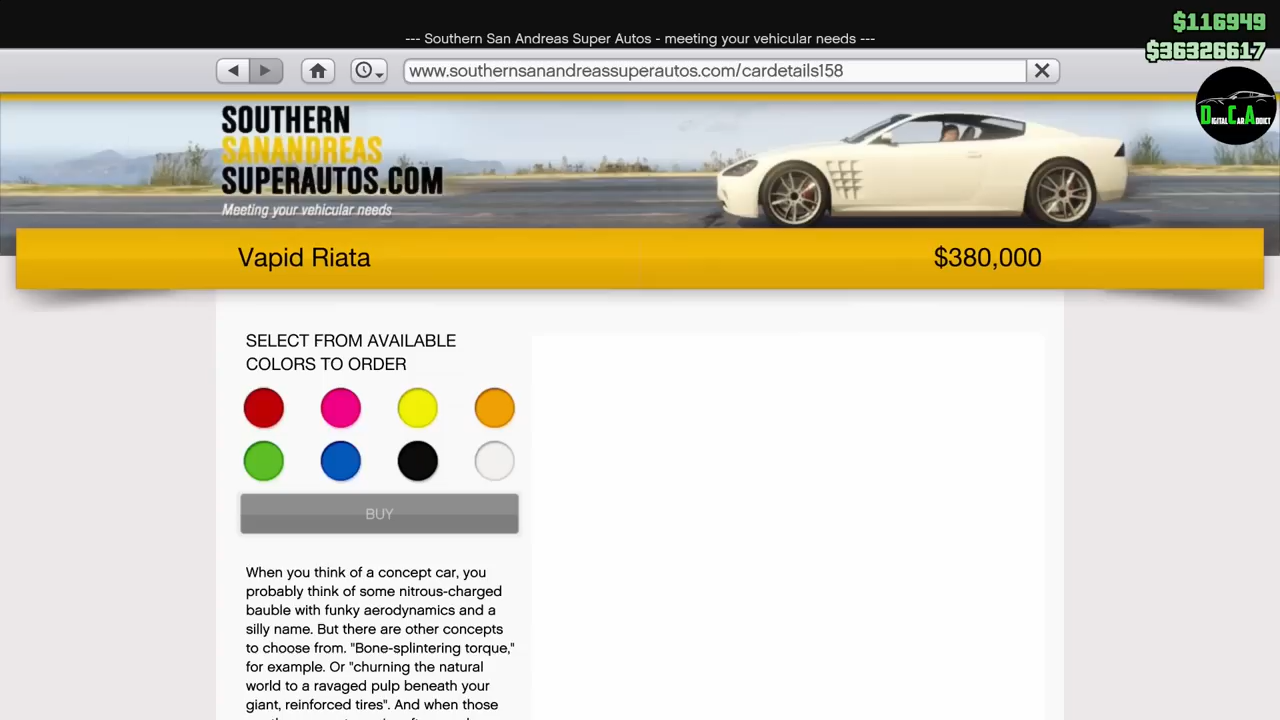 $116949
--- Southern San Andreas Super Autos - meeting your vehicular needs ---
$36326617
www.southernsanandreassuperautos.com/cardetails158
DIGITAL CAR ADDICT
SOUTHERN
SANANDREAS
SUPERAUTOS.COM
Meeting your vehicular needs
Vapid Riata
$380,000
SELECT FROM AVAILABLE
COLORS TO ORDER
BUY
When you think of a concept car, you
probably think of some nitrous-charged
bauble with funky aerodynamics and a
silly name. But there are other concepts
to choose from. "Bone-splintering torque,"
for example. Or "churning the natural
world to a ravaged pulp beneath your
giant, reinforced tires". And when those